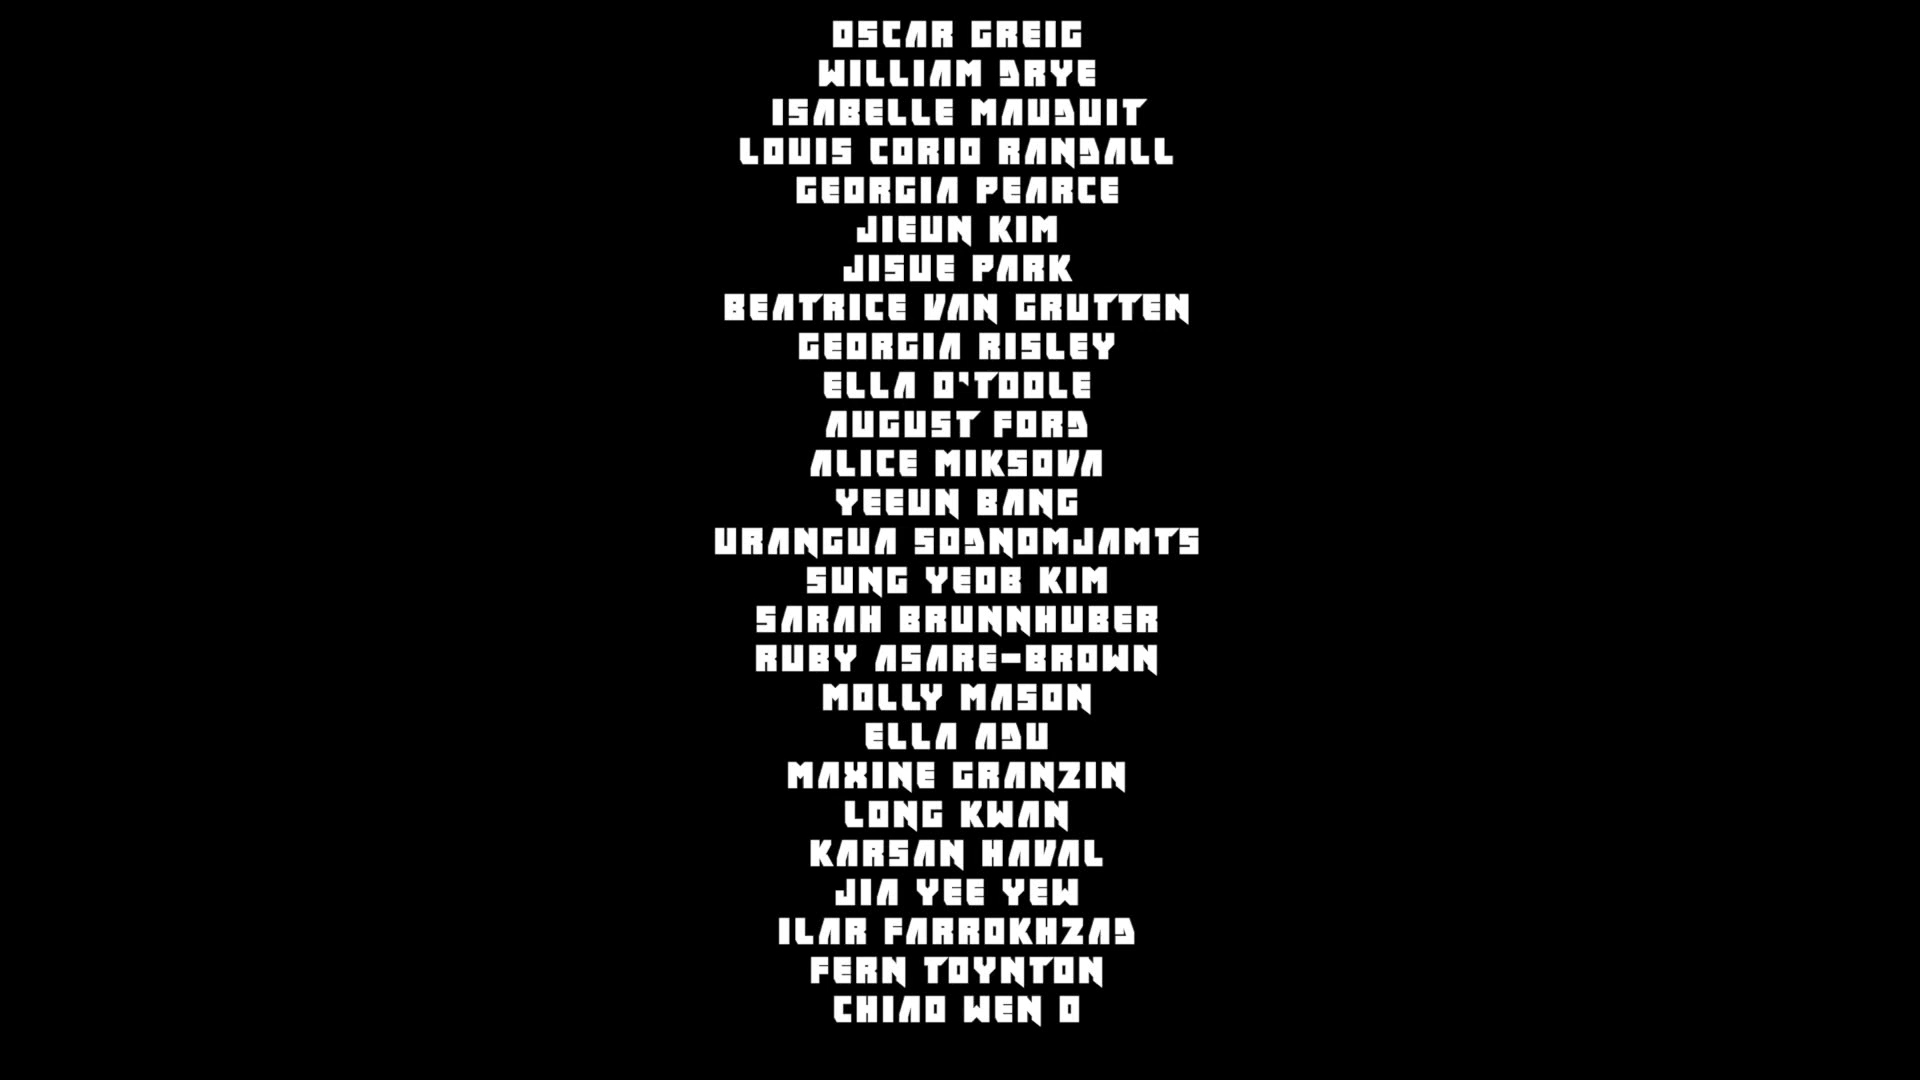 OSCAR GREIG
WILLIAM DRYE
ISABELLE MAUDUIT
LOUIS CORIO RANDALL
GEORGIA PEARCE
JIEUN KIM
JISUE PARK
BEATRICE VAN GRUTTEN
GEORGIA RISLEY
ELLA O'TOOLE
AUGUST FORD
ALICE MIKSOVA
YEEUN BANG
URANGUA SODNOMJAMTS
SUNG YEOB KIM
SARAH BRUNNHUBER
RUBY ASARE-BROWN
MOLLY MASON
ELLA ADU
MAXINE GRANZIN
LONG KWAN
KARSAN HAVAL
JIA YEE YEW
ILAR FARROKHZAD
FERN TOYNTON
CHIAO WEN O